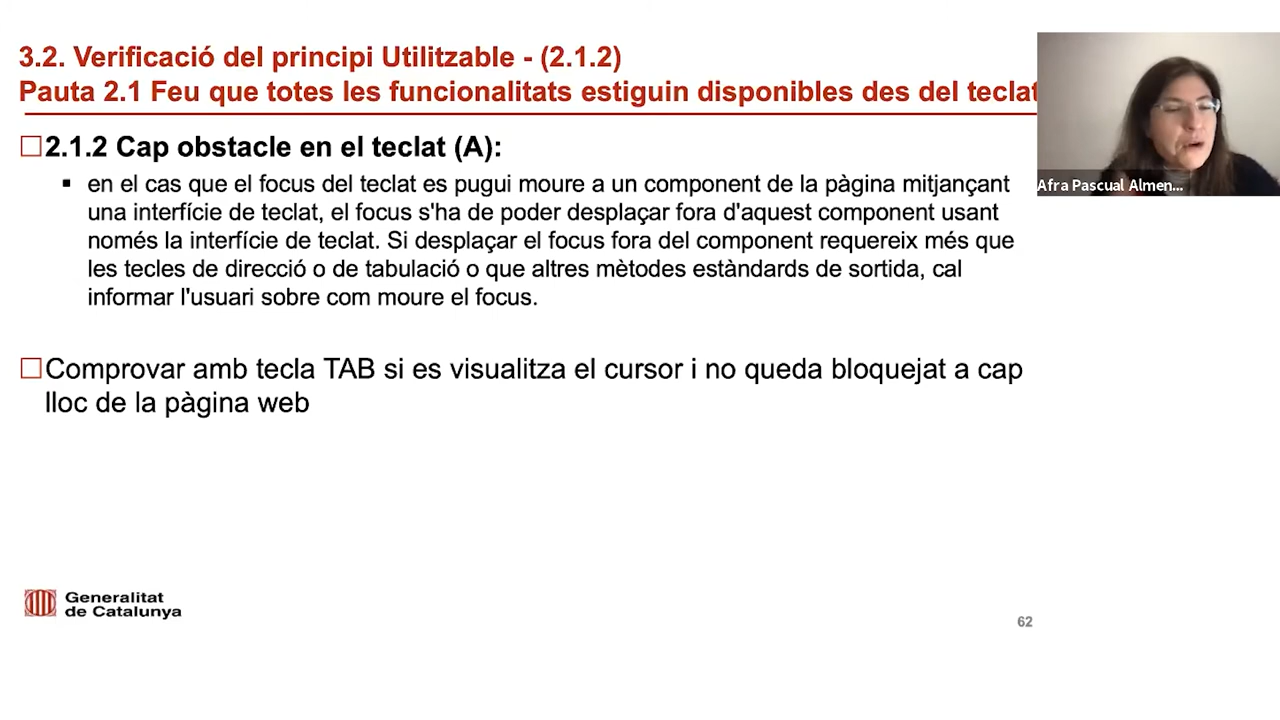 3.2. Verificació del principi Utilitzable - (2.1.2)
Pauta 2.1 Feu que totes les funcionalitats estiguin disponibles des del teclat
2.1.2 Cap obstacle en el teclat (A):
en el cas que el focus del teclat es pugui moure a un component de la pàgina mitjançant
una interfície de teclat, el focus s'ha de poder desplaçar fora d'aquest component usant
només la interfície de teclat. Si desplaçar el focus fora del component requereix més que
les tecles de direcció o de tabulació o que altres mètodes estàndards de sortida, cal
informar l'usuari sobre com moure el focus.
Comprovar amb tecla TAB si es visualitza el cursor i no queda bloquejat a cap
lloc de la pàgina web
Afra Pascual Almen...
Generalitat
de Catalunya
62